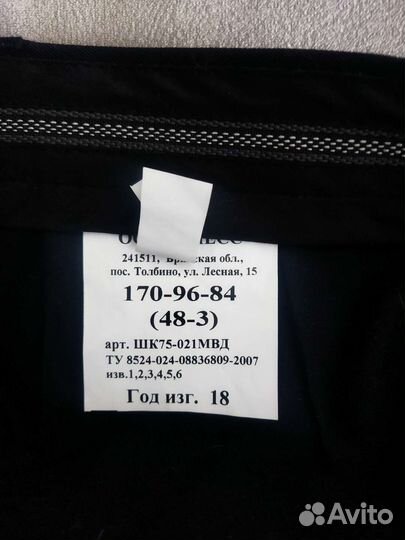 241511, обл.,
пос. Толбино, ул. Лесная, 15
170-96-84
(48-3)
арт. ШК75-021МВД
ТУ 8524-024-08836809-2007
изв.1,2,3,4,5,6
Год изг. 18
Avito